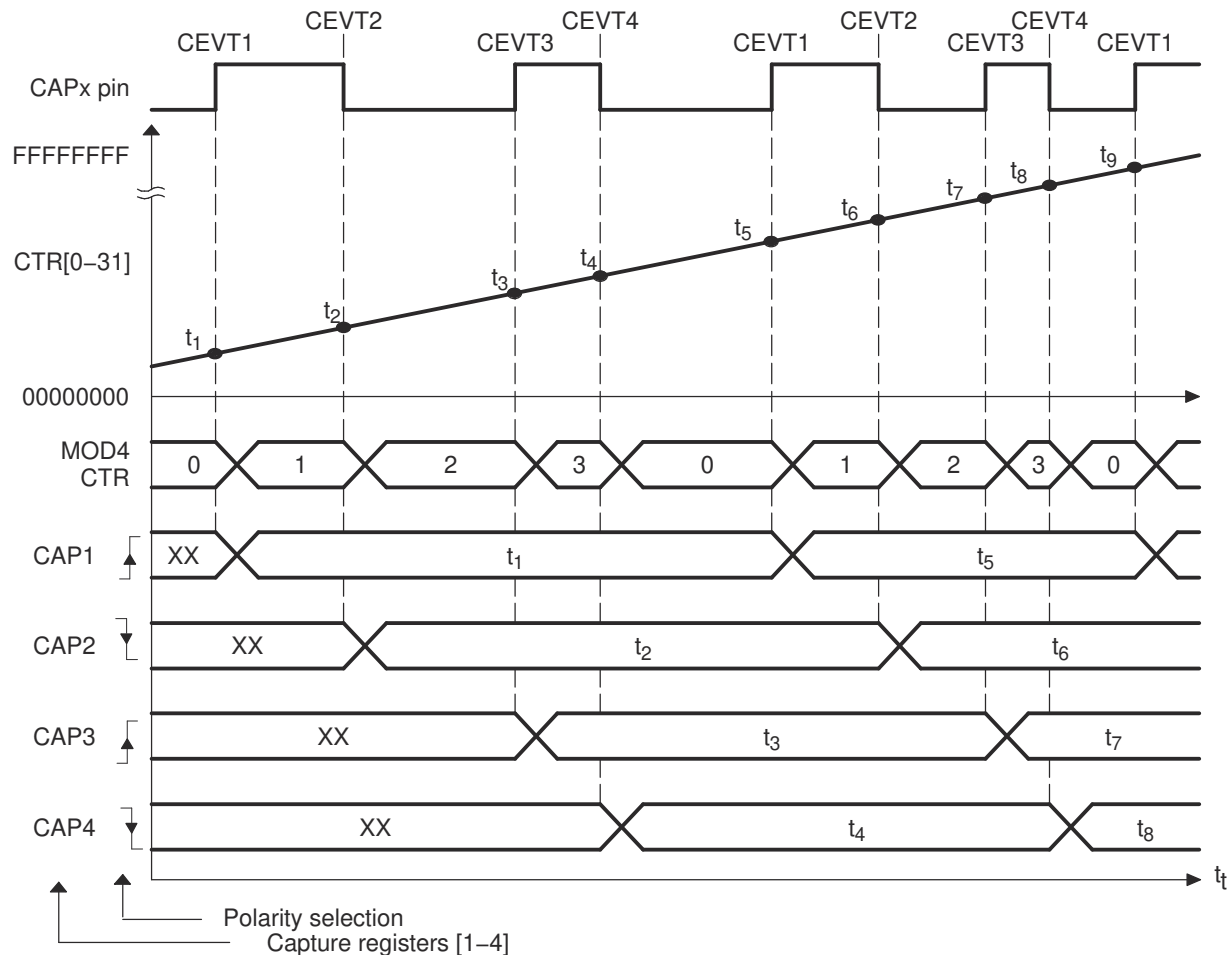 CEVT2 CEVT4 CEVT2 CEVT4
CEVT1 CEVT3 CEVT1 CEVT3 CEVT1
CAPx pin
FFFFFFFF
t9
t8
t7
t6
t5
CTR[0−31]
t4
t3
t2
t1
00000000
MOD4
CTR
0 1 2 3 0 1 2 3 0
CAP1 XX t1 t5
CAP2 XX t2 t6
CAP3 XX t3 t7
CAP4 XX t4 t8
tt
Polarity selection
Capture registers [1−4]